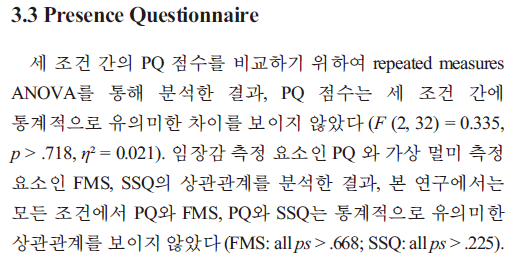 3.3 Presence Questionnaire
세 조건 간의 PQ 점수를 비교하기 위하여 repeated measures
ANOVA를 통해 분석한 결과, PQ 점수는 세 조건 간에
통계적으로 유의미한 차이를 보이지 않았다 (F (2, 32) = 0.335,
p > .718, η² = 0.021). 임장감 측정 요소인 PQ 와 가상 멀미 측정
요소인 FMS, SSQ의 상관관계를 분석한 결과, 본 연구에서는
모든 조건에서 PQ와 FMS, PQ와 SSQ는 통계적으로 유의미한
상관관계를 보이지 않았다 (FMS: all ps > .668; SSQ: all ps > .225).